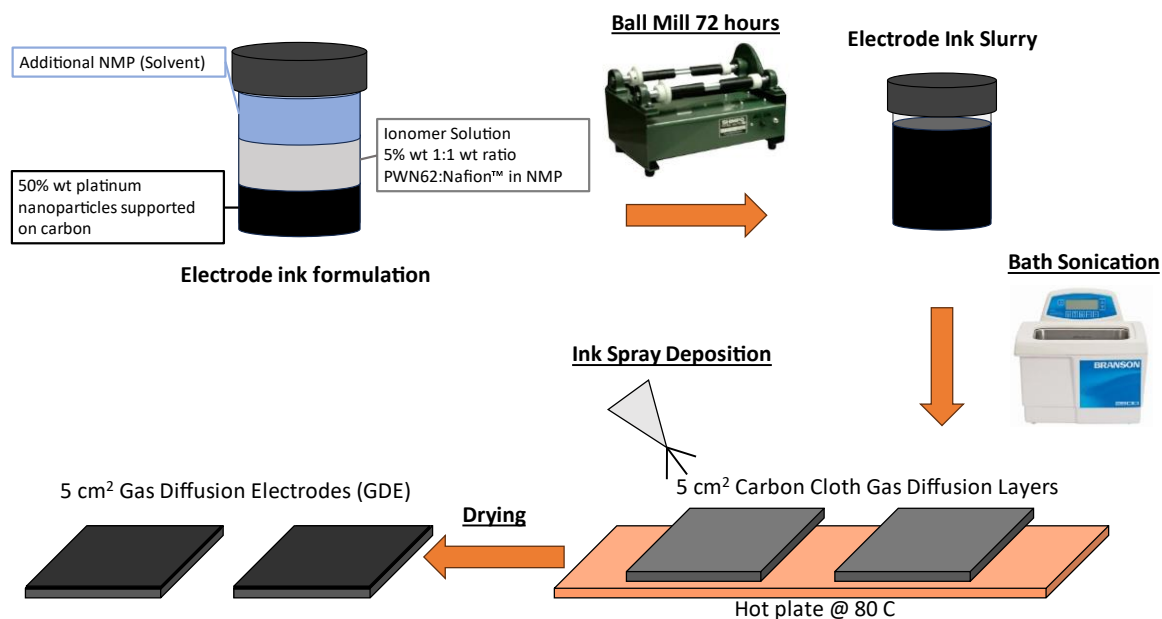 Ball Mill 72 hours
Electrode Ink Slurry
Additional NMP (Solvent)
Ionomer Solution
5% wt 1:1 wt ratio
PWN62:Nafion™ in NMP
50% wt platinum
nanoparticles supported
on carbon
Electrode ink formulation
Bath Sonication
BRANSON
Ink Spray Deposition
5 cm² Gas Diffusion Electrodes (GDE)
5 cm² Carbon Cloth Gas Diffusion Layers
Drying
Hot plate @ 80 C